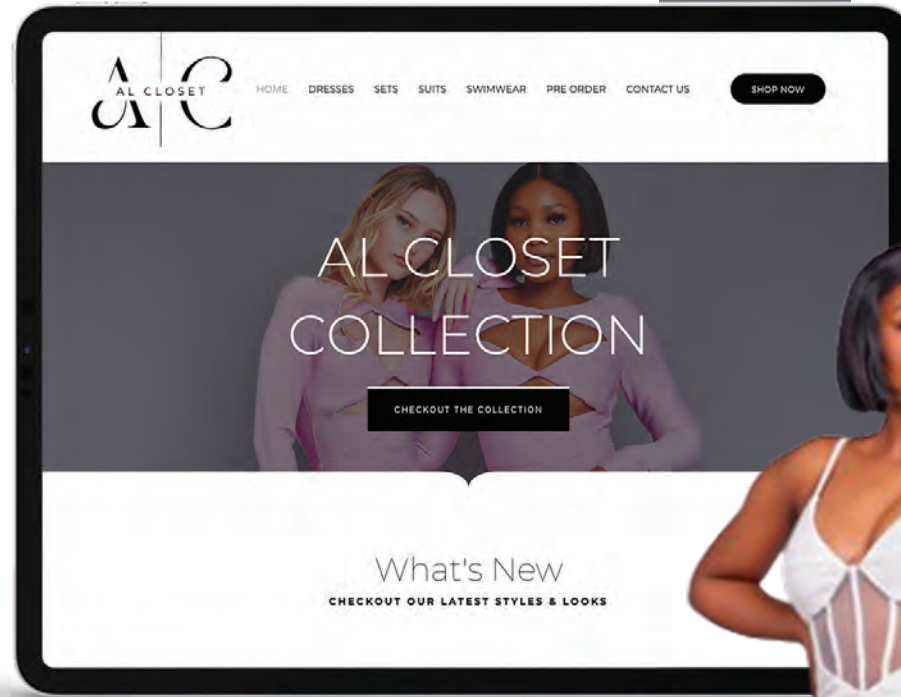 A C
AL CLOSET
HOME DRESSES SETS SUITS SWIMWEAR PRE ORDER CONTACT US SHOP NOW
AL CLOSET
COLLECTION
CHECKOUT THE COLLECTION
What's New
CHECKOUT OUR LATEST STYLES & LOOKS